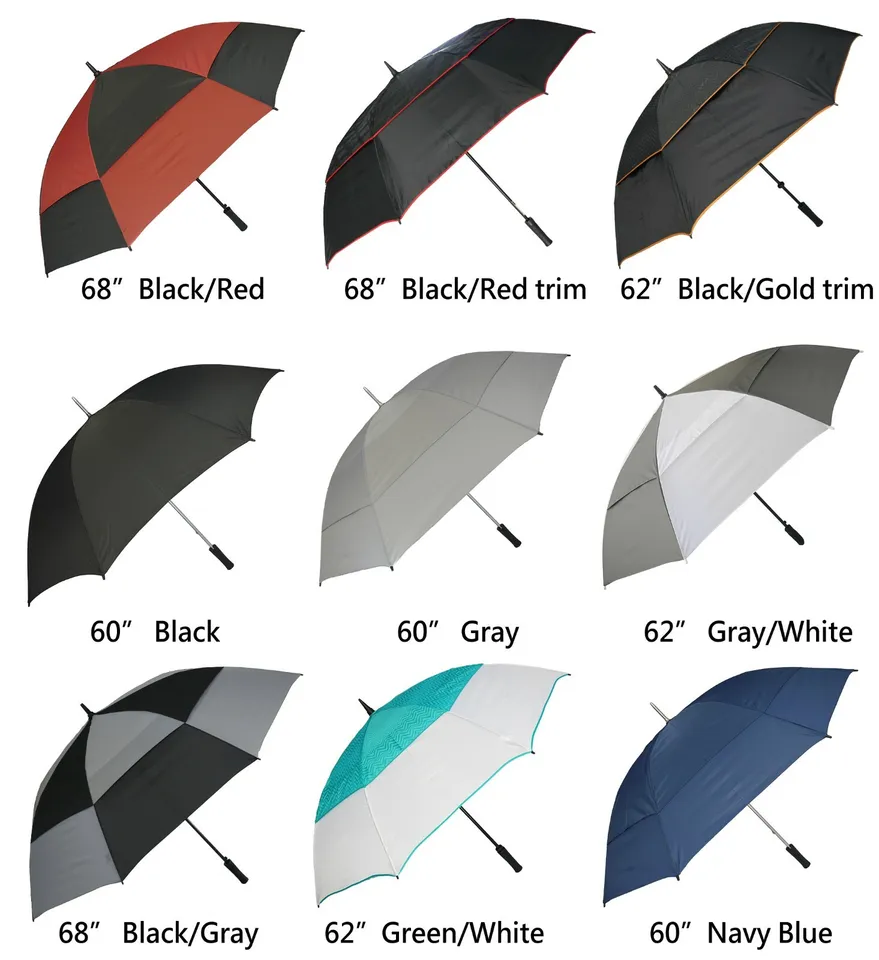 68” Black/Red
68” Black/Red trim
62” Black/Gold trim
60” Black
60” Gray
62” Gray/White
68” Black/Gray
62” Green/White
60” Navy Blue